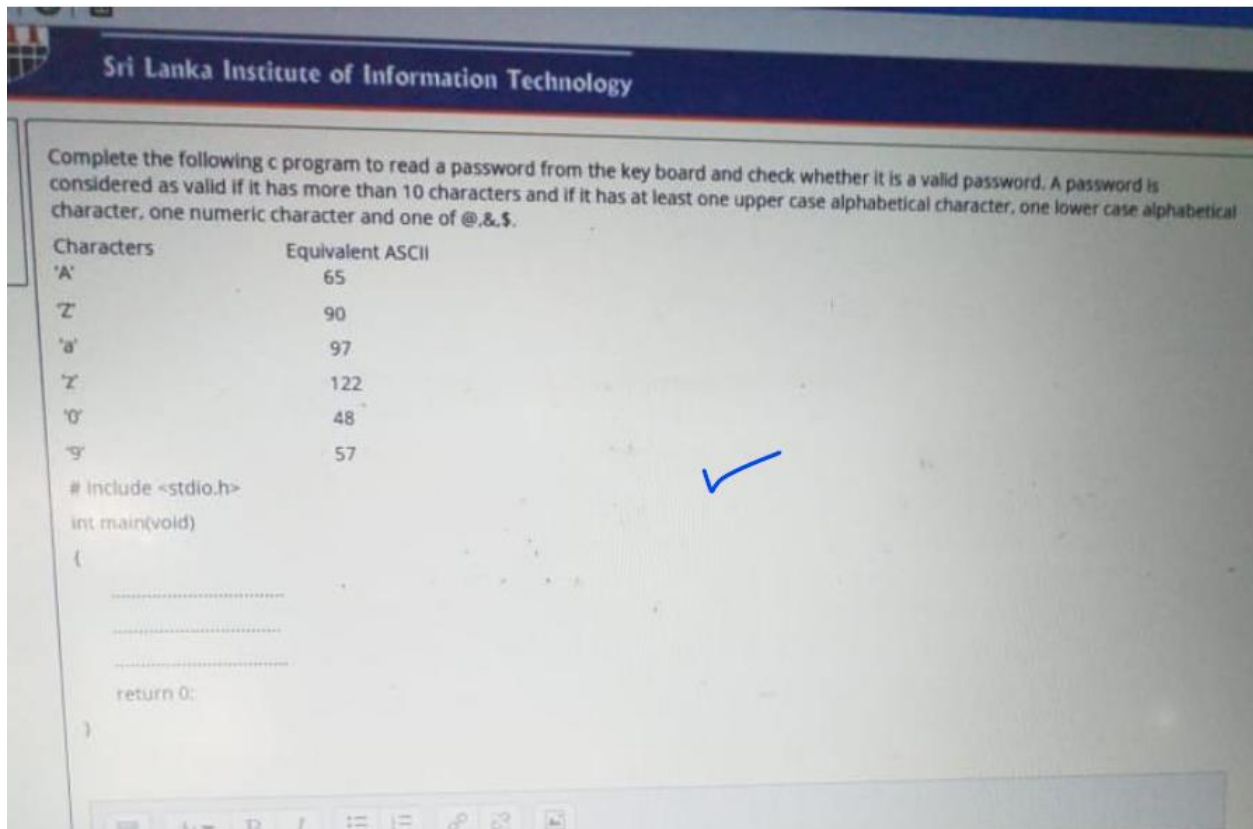 Sri Lanka Institute of Information Technology
Complete the following c program to read a password from the key board and check whether it is a valid password. A password is
considered as valid if it has more than 10 characters and if it has at least one upper case alphabetical character, one lower case alphabetical
character, one numeric character and one of @,&,$.
Characters Equivalent ASCII
'A' 65
'Z' 90
'a' 97
'z' 122
'0' 48
'9' 57
# include <stdio.h>
int main(void)
{
................................
................................
................................
return 0;
}